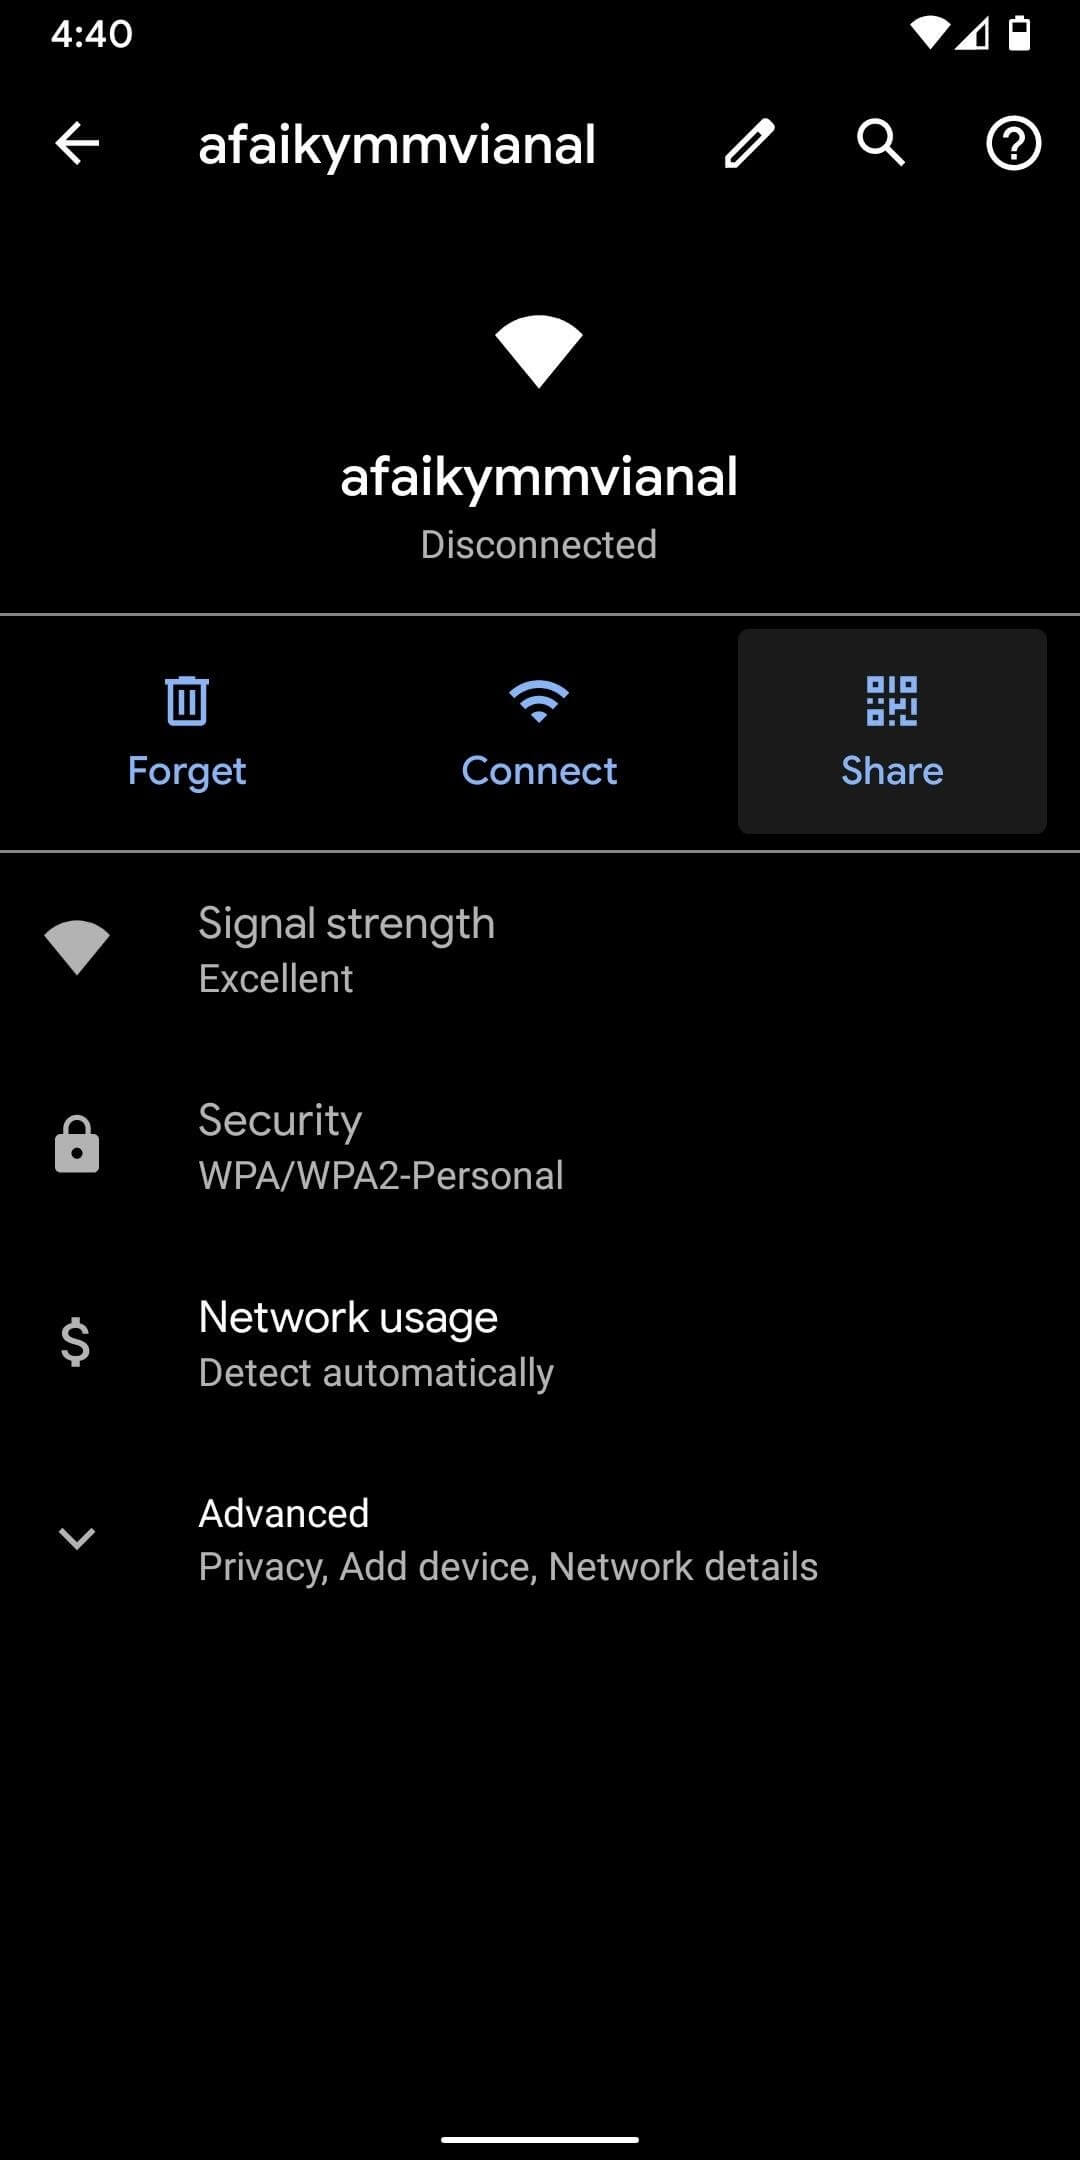 4:40
afaikymmvianal
afaikymmvianal
Disconnected
Forget
Connect
Share
Signal strength
Excellent
Security
WPA/WPA2-Personal
Network usage
Detect automatically
Advanced
Privacy, Add device, Network details